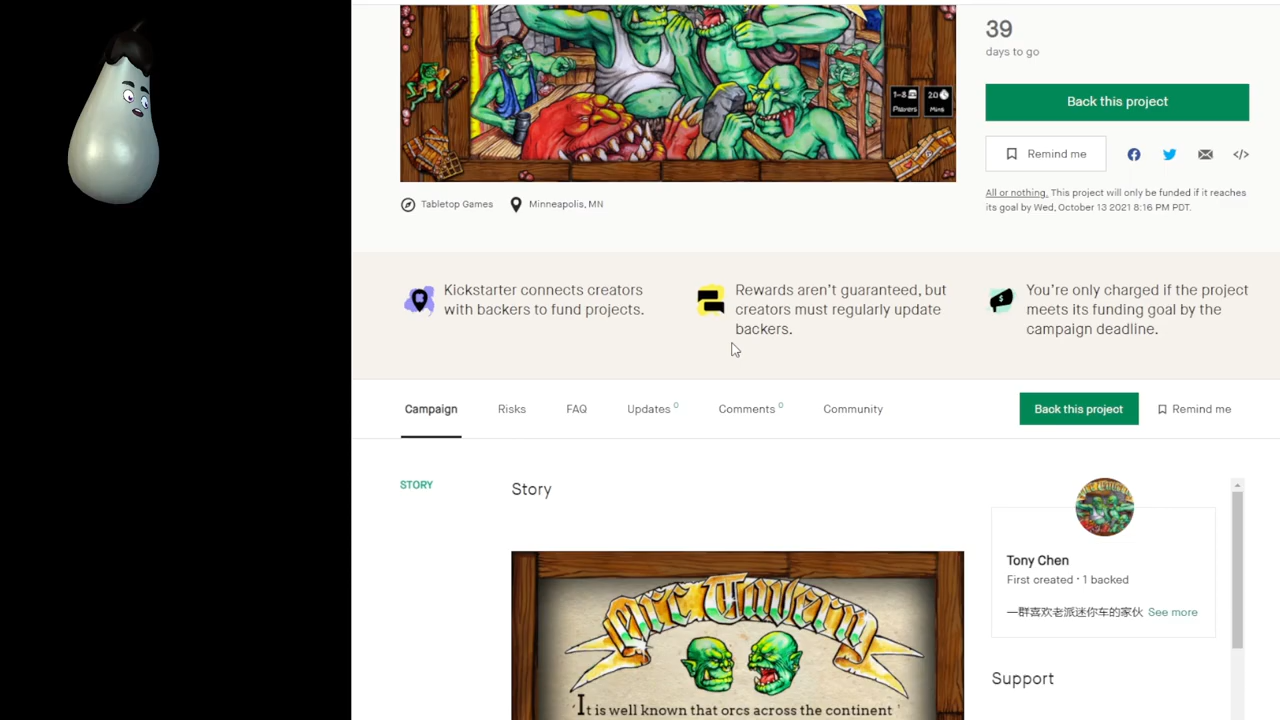 39
days to go
Back this project
1-8
Players
20
Mins
Remind me
</>
Tabletop Games
Minneapolis, MN
All or nothing. This project will only be funded if it reaches
its goal by Wed, October 13 2021 8:16 PM PDT.
Kickstarter connects creators
with backers to fund projects.
Rewards aren’t guaranteed, but
creators must regularly update
backers.
You’re only charged if the project
meets its funding goal by the
campaign deadline.
Campaign
Risks
FAQ
Updates 0
Comments 0
Community
Back this project
Remind me
STORY
Story
Tony Chen
First created · 1 backed
一群喜欢老派迷你车的家伙 See more
Support
Orc Tavern
It is well known that orcs across the continent